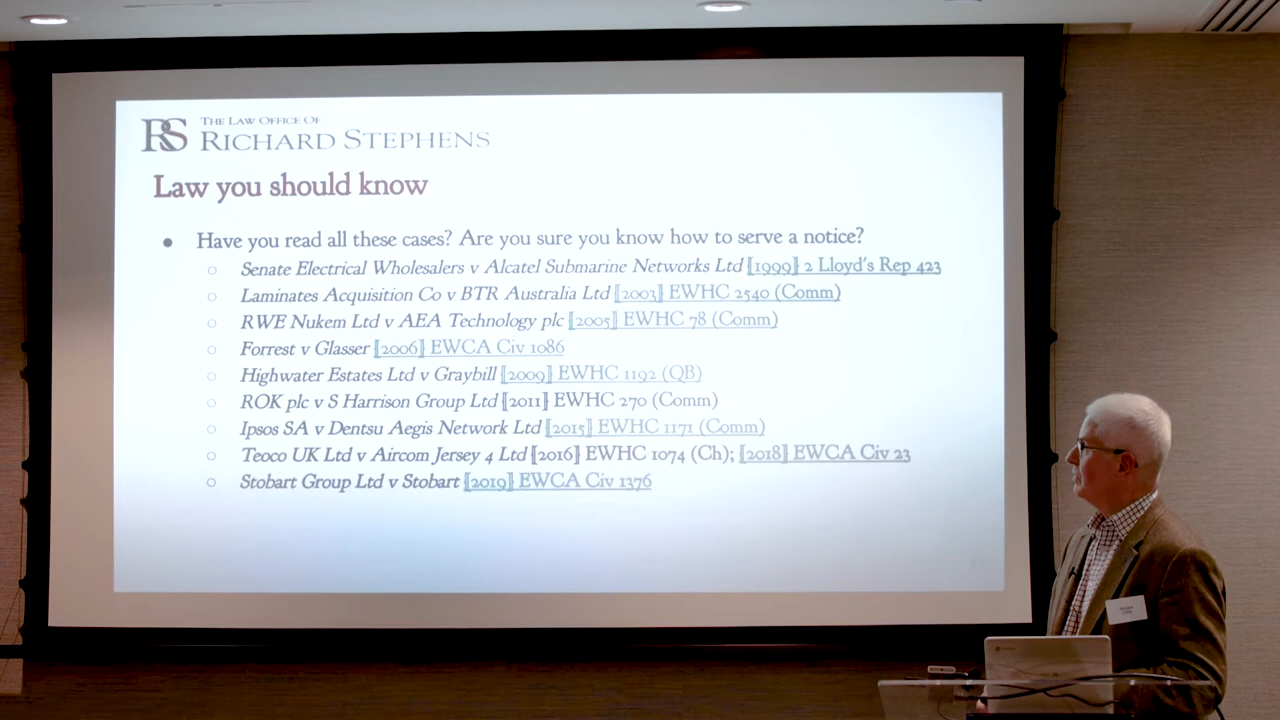 RS THE LAW OFFICE OF
RICHARD STEPHENS
Law you should know
● Have you read all these cases? Are you sure you know how to serve a notice?
○ Senate Electrical Wholesalers v Alcatel Submarine Networks Ltd [1999] 2 Lloyd's Rep 423
○ Laminates Acquisition Co v BTR Australia Ltd [2003] EWHC 2540 (Comm)
○ RWE Nukem Ltd v AEA Technology plc [2005] EWHC 78 (Comm)
○ Forrest v Glasser [2006] EWCA Civ 1086
○ Highwater Estates Ltd v Graybill [2009] EWHC 1192 (QB)
○ ROK plc v S Harrison Group Ltd [2011] EWHC 270 (Comm)
○ Ipsos SA v Dentsu Aegis Network Ltd [2015] EWHC 1171 (Comm)
○ Teoco UK Ltd v Aircom Jersey 4 Ltd [2016] EWHC 1074 (Ch); [2018] EWCA Civ 23
○ Stobart Group Ltd v Stobart [2019] EWCA Civ 1376